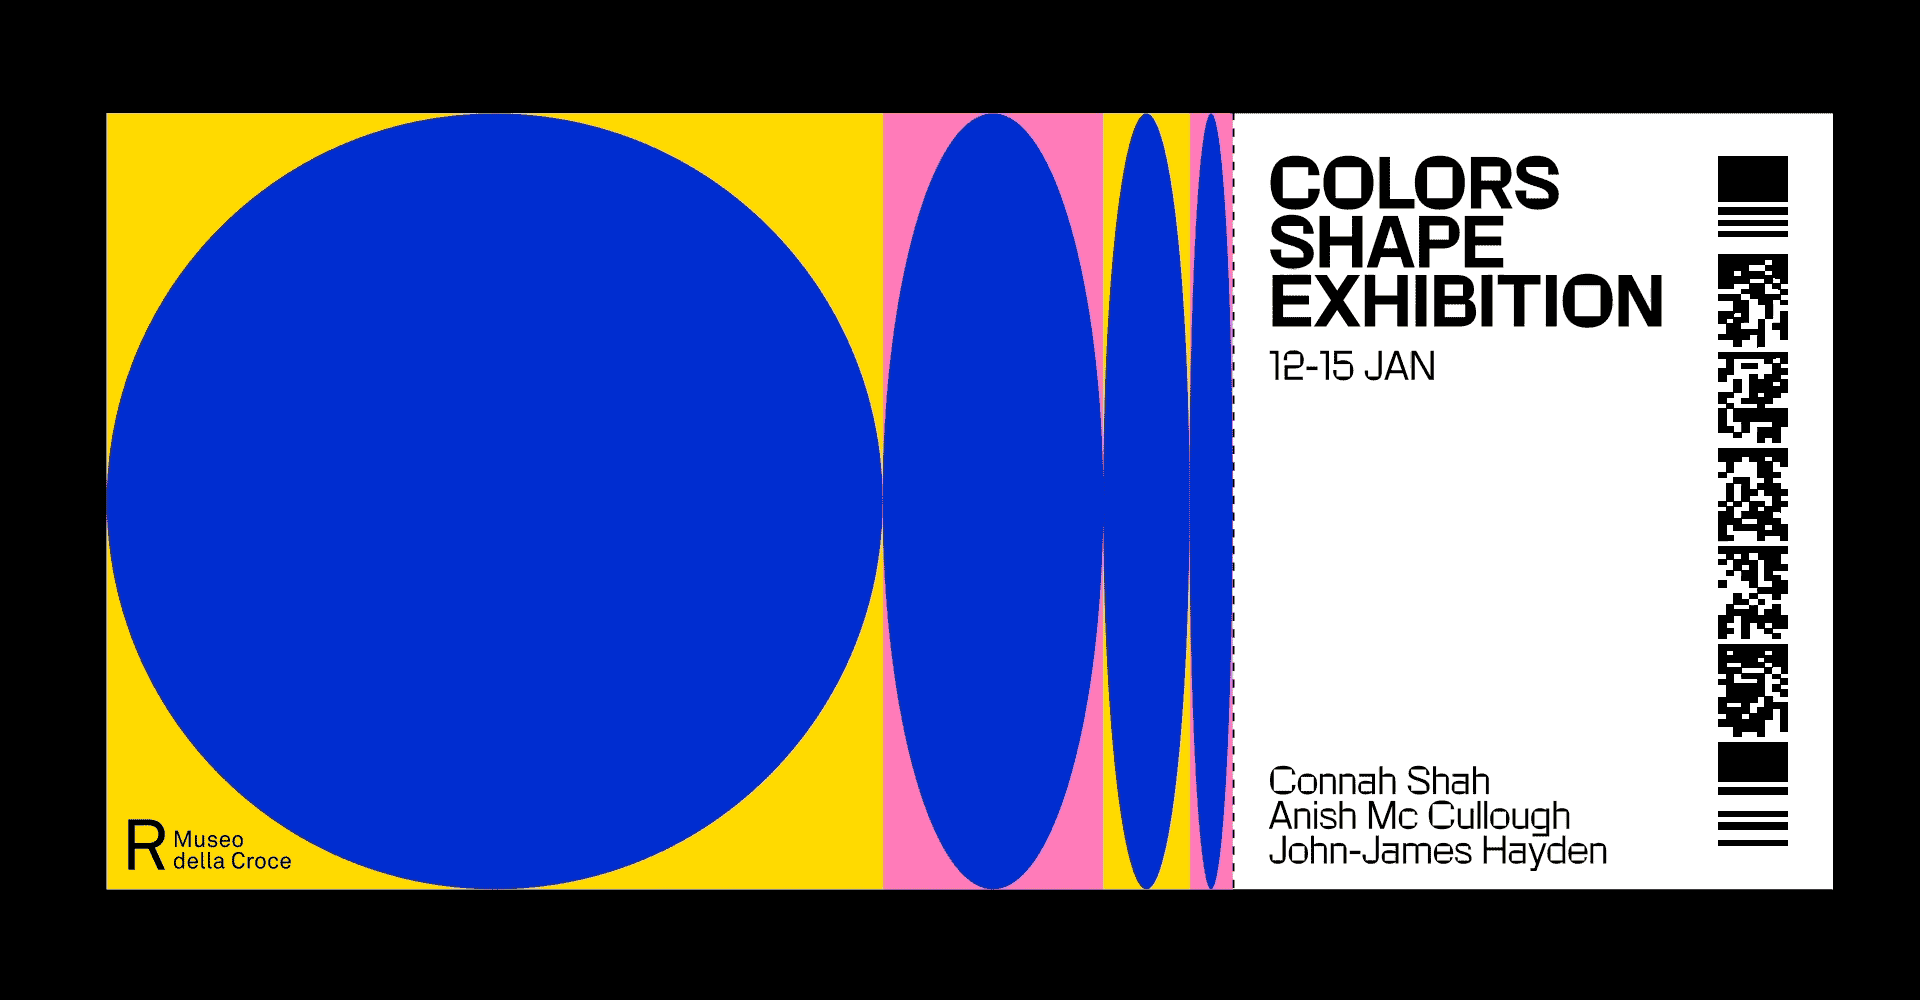 COLORS
SHAPE
EXHIBITION
12-15 JAN
Connah Shah
Anish Mc Cullough
John-James Hayden
R Museo
della Croce